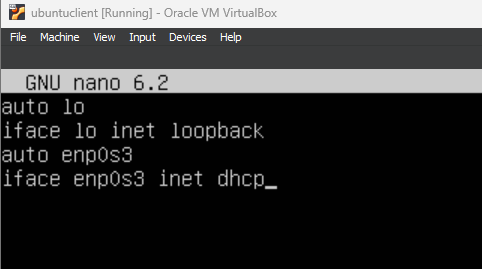 ubuntuclient [Running] - Oracle VM VirtualBox
File Machine View Input Devices Help
GNU nano 6.2
auto lo
iface lo inet loopback
auto enp0s3
iface enp0s3 inet dhcp_